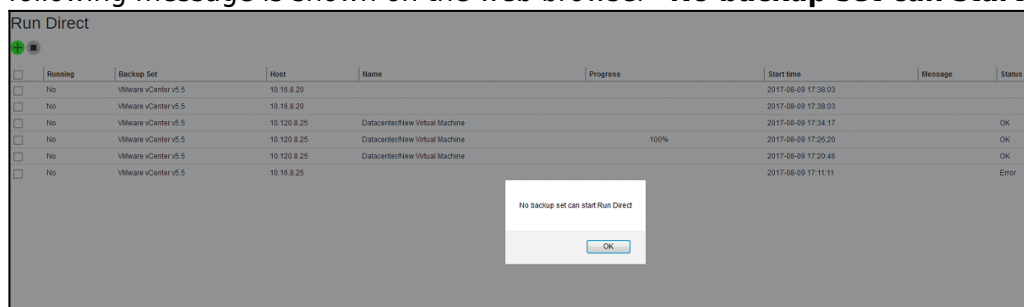 following message is shown on the web browser "No backup set can start
Run Direct
Running Backup Set Host Name Progress Start time Message Status
No VMware vCenter v5.5 10.16.8.20 2017-08-09 17:38:03
No VMware vCenter v5.5 10.16.8.20 2017-08-09 17:38:03
No VMware vCenter v5.5 10.120.8.25 Datacenter/New Virtual Machine 2017-08-09 17:34:17 OK
No VMware vCenter v5.5 10.120.8.25 Datacenter/New Virtual Machine 100% 2017-08-09 17:26:20 OK
No VMware vCenter v5.5 10.120.8.25 Datacenter/New Virtual Machine 2017-08-09 17:20:46 OK
No VMware vCenter v5.5 10.16.8.25 2017-08-09 17:11:11 Error
No backup set can start Run Direct
OK